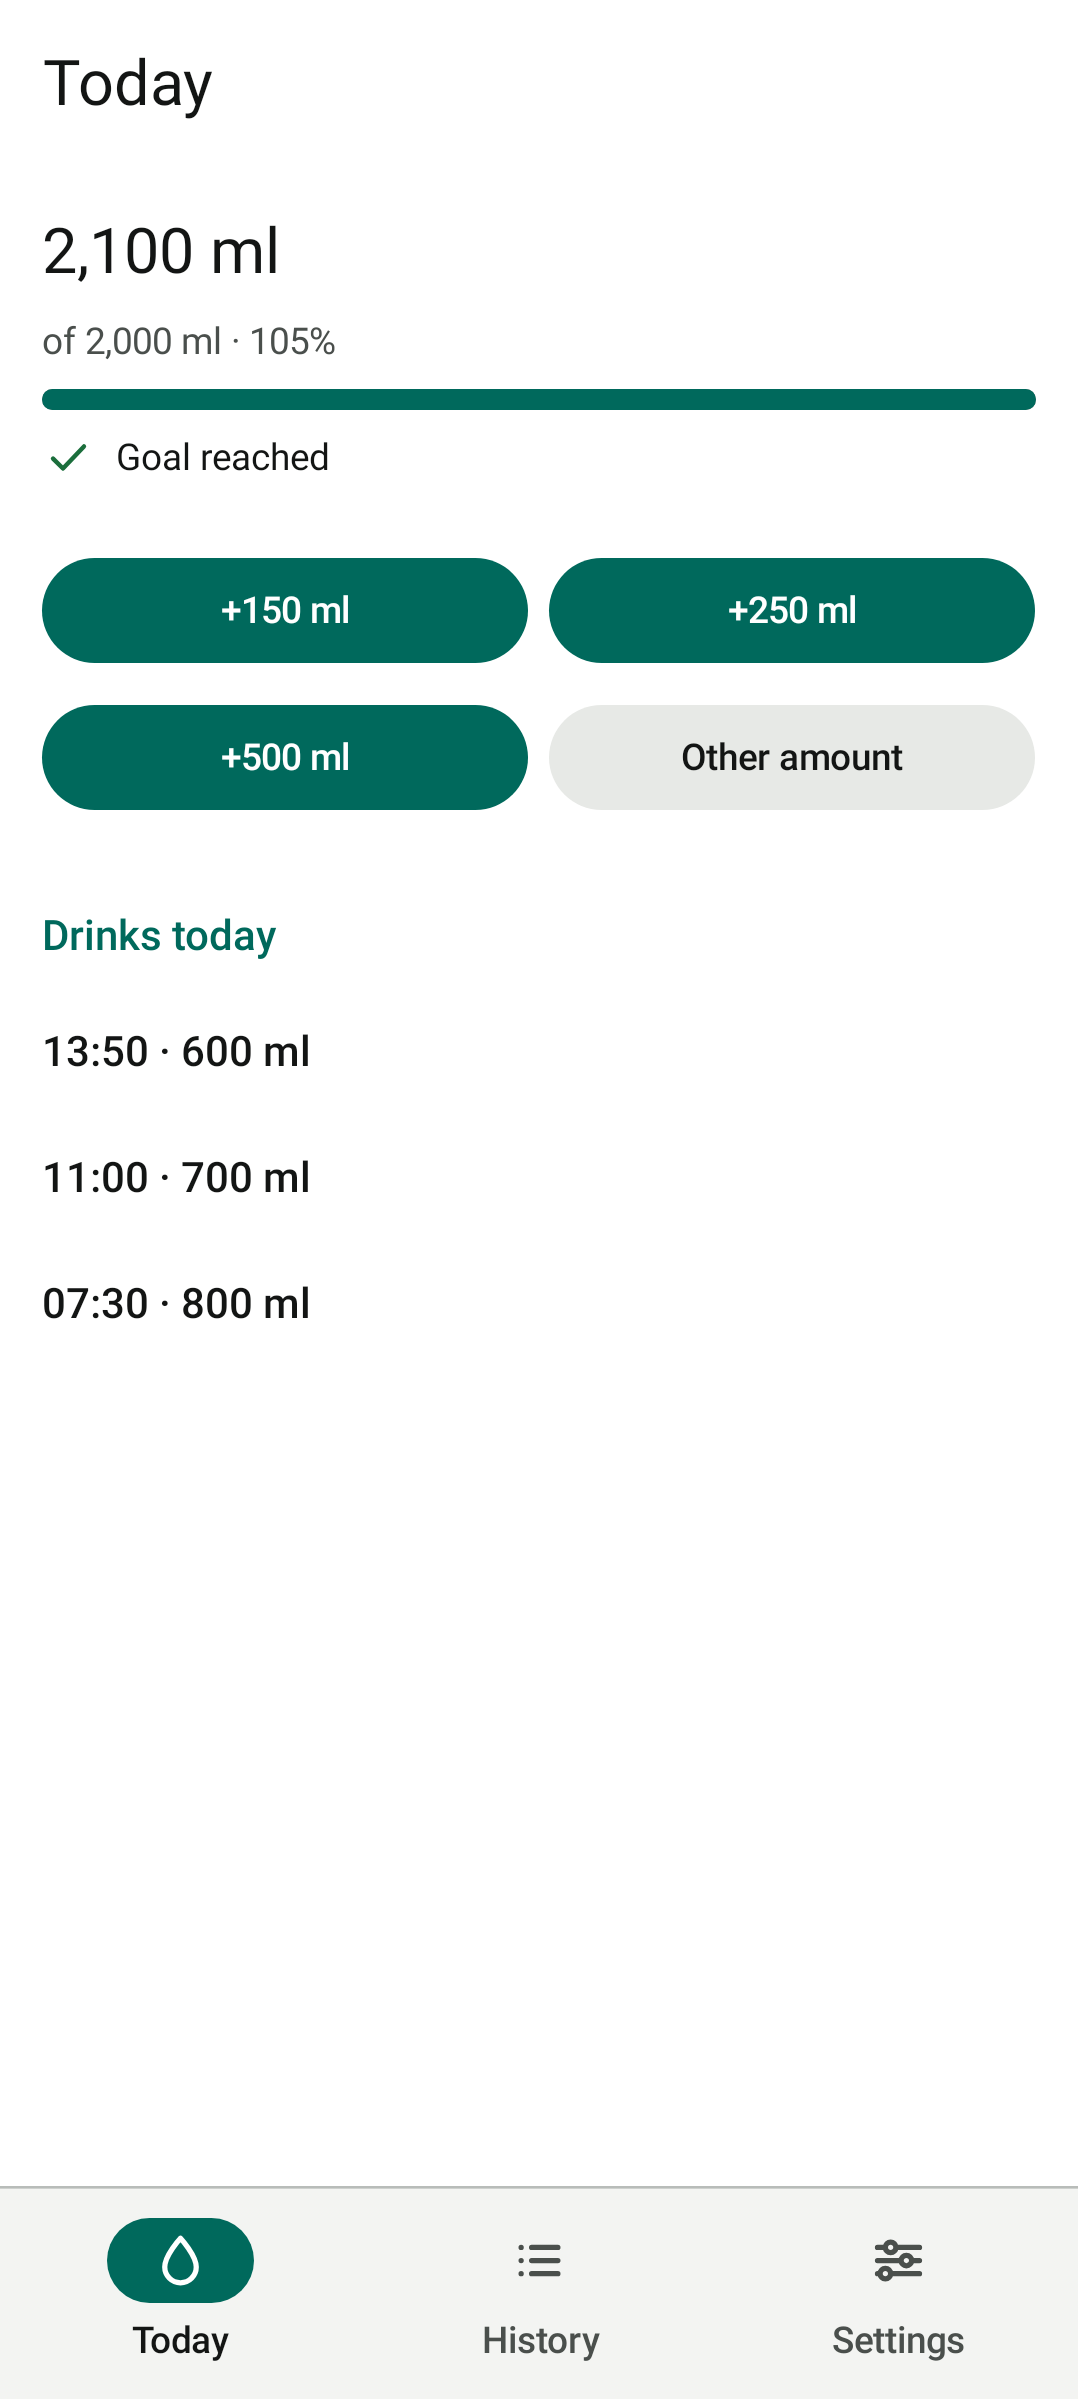 Today
2,100 ml
of 2,000 ml · 105%
Goal reached
+150 ml
+250 ml
+500 ml
Other amount
Drinks today
13:50 · 600 ml
11:00 · 700 ml
07:30 · 800 ml
Today
History
Settings